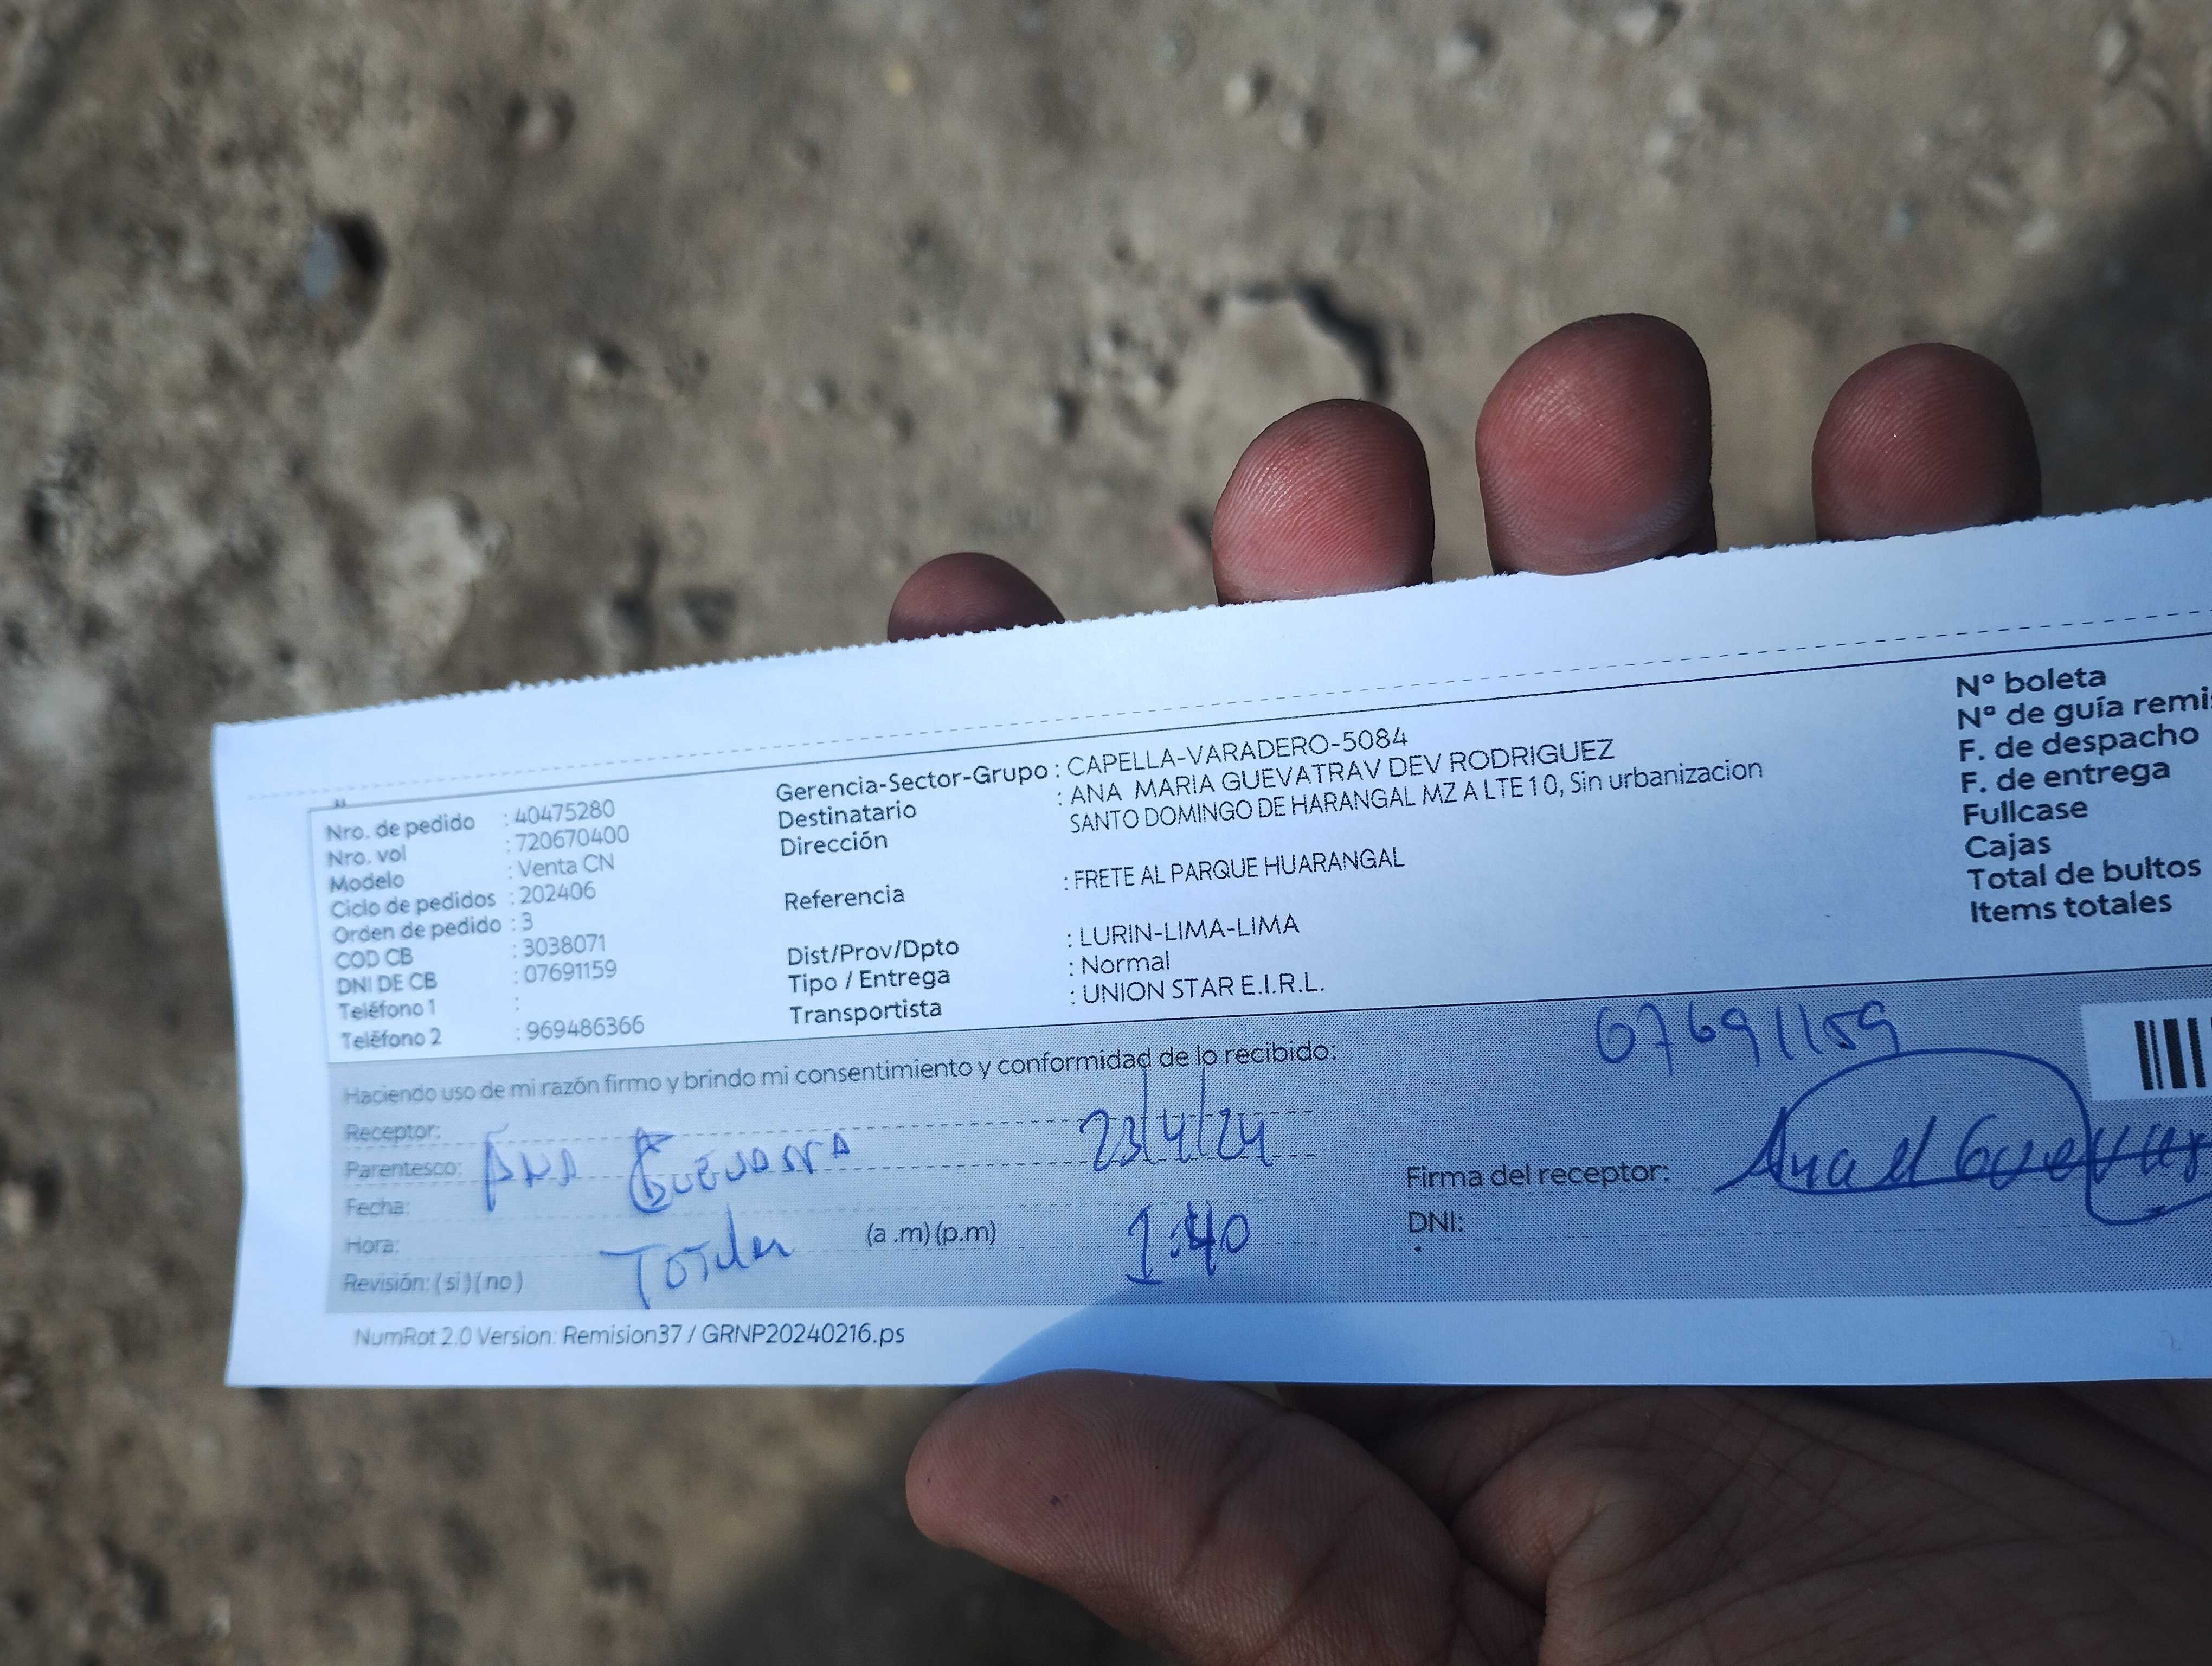 Nro. de pedido : 40475280
Nro. vol : 720670400
Modelo : Venta CN
Ciclo de pedidos : 202406
Orden de pedido : 3
COD CB : 3038071
DNI DE CB : 07691159
Teléfono 1 :
Teléfono 2 : 969486366
Gerencia-Sector-Grupo : CAPELLA-VARADERO-5084
Destinatario : ANA MARIA GUEVATRAV DEV RODRIGUEZ
Dirección SANTO DOMINGO DE HARANGAL MZ A LTE 10, Sin urbanizacion
Referencia : FRETE AL PARQUE HUARANGAL
Dist/Prov/Dpto : LURIN-LIMA-LIMA
Tipo / Entrega : Normal
Transportista : UNION STAR E.I.R.L.
Nº boleta
Nº de guía remi
F. de despacho
F. de entrega
Fullcase
Cajas
Total de bultos
Items totales
Haciendo uso de mi razón firmo y brindo mi consentimiento y conformidad de lo recibido:
07691159
Receptor:
Parentesco: ANA 23/4/24
Fecha:
Hora: (a .m) (p.m) 1:40
Revisión: ( si ) ( no )
Firma del receptor: Ana
DNI:
NumRot 2.0 Version: Remision37 / GRNP20240216.ps